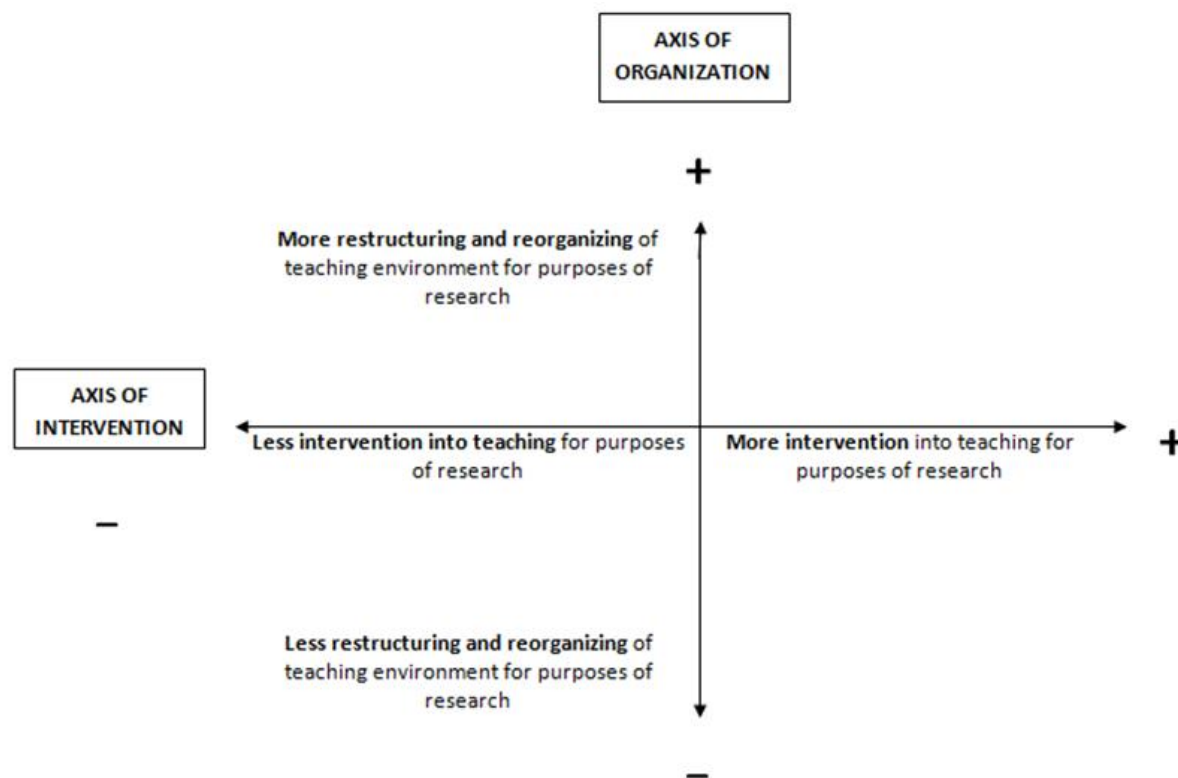 AXIS OF
ORGANIZATION
+
More restructuring and reorganizing of
teaching environment for purposes of
research
AXIS OF
INTERVENTION
Less intervention into teaching for purposes
of research
More intervention into teaching for
purposes of research
+
–
Less restructuring and reorganizing of
teaching environment for purposes of
research
–